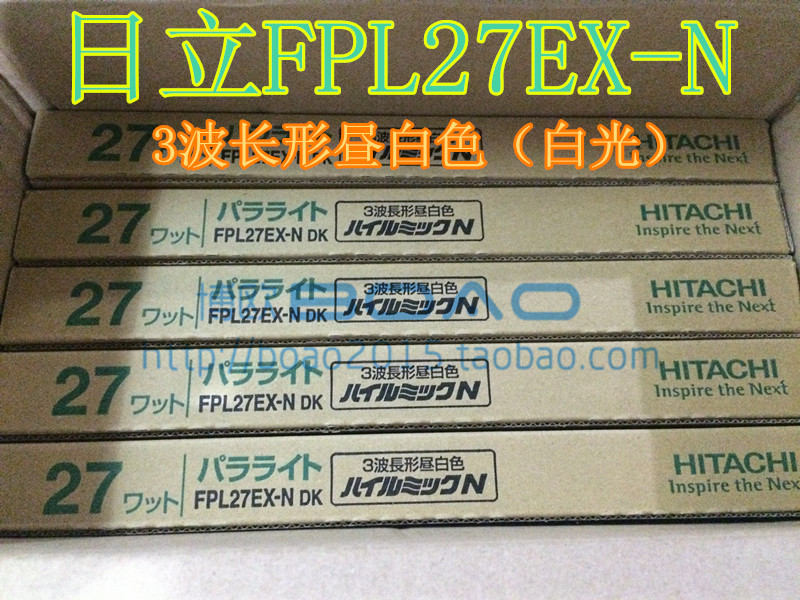 日立FPL27EX-N
3波长形昼白色（白光）
27 HITACHI
Inspire the Next
27 ワット パラライト FPL27EX-N DK 3波長形昼白色 ハイルミックN HITACHI
Inspire the Next
27 ワット パラライト FPL27EX-N DK 3波長形昼白色 ハイルミックN HITACHI
Inspire the Next
BOAO
http://boao2015.taobao.com
27 ワット パラライト FPL27EX-N DK 3波長形昼白色 ハイルミックN HITACHI
Inspire the Next
27 ワット パラライト FPL27EX-N DK 3波長形昼白色 ハイルミックN HITACHI
Inspire the Next